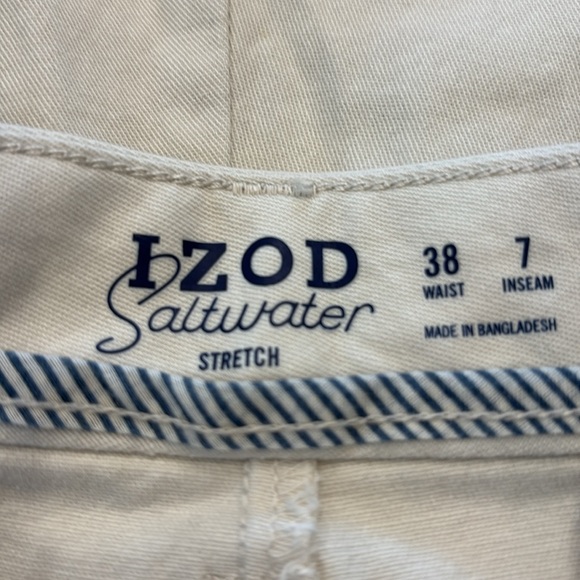 IZOD
Saltwater
STRETCH
38
WAIST
7
INSEAM
MADE IN BANGLADESH